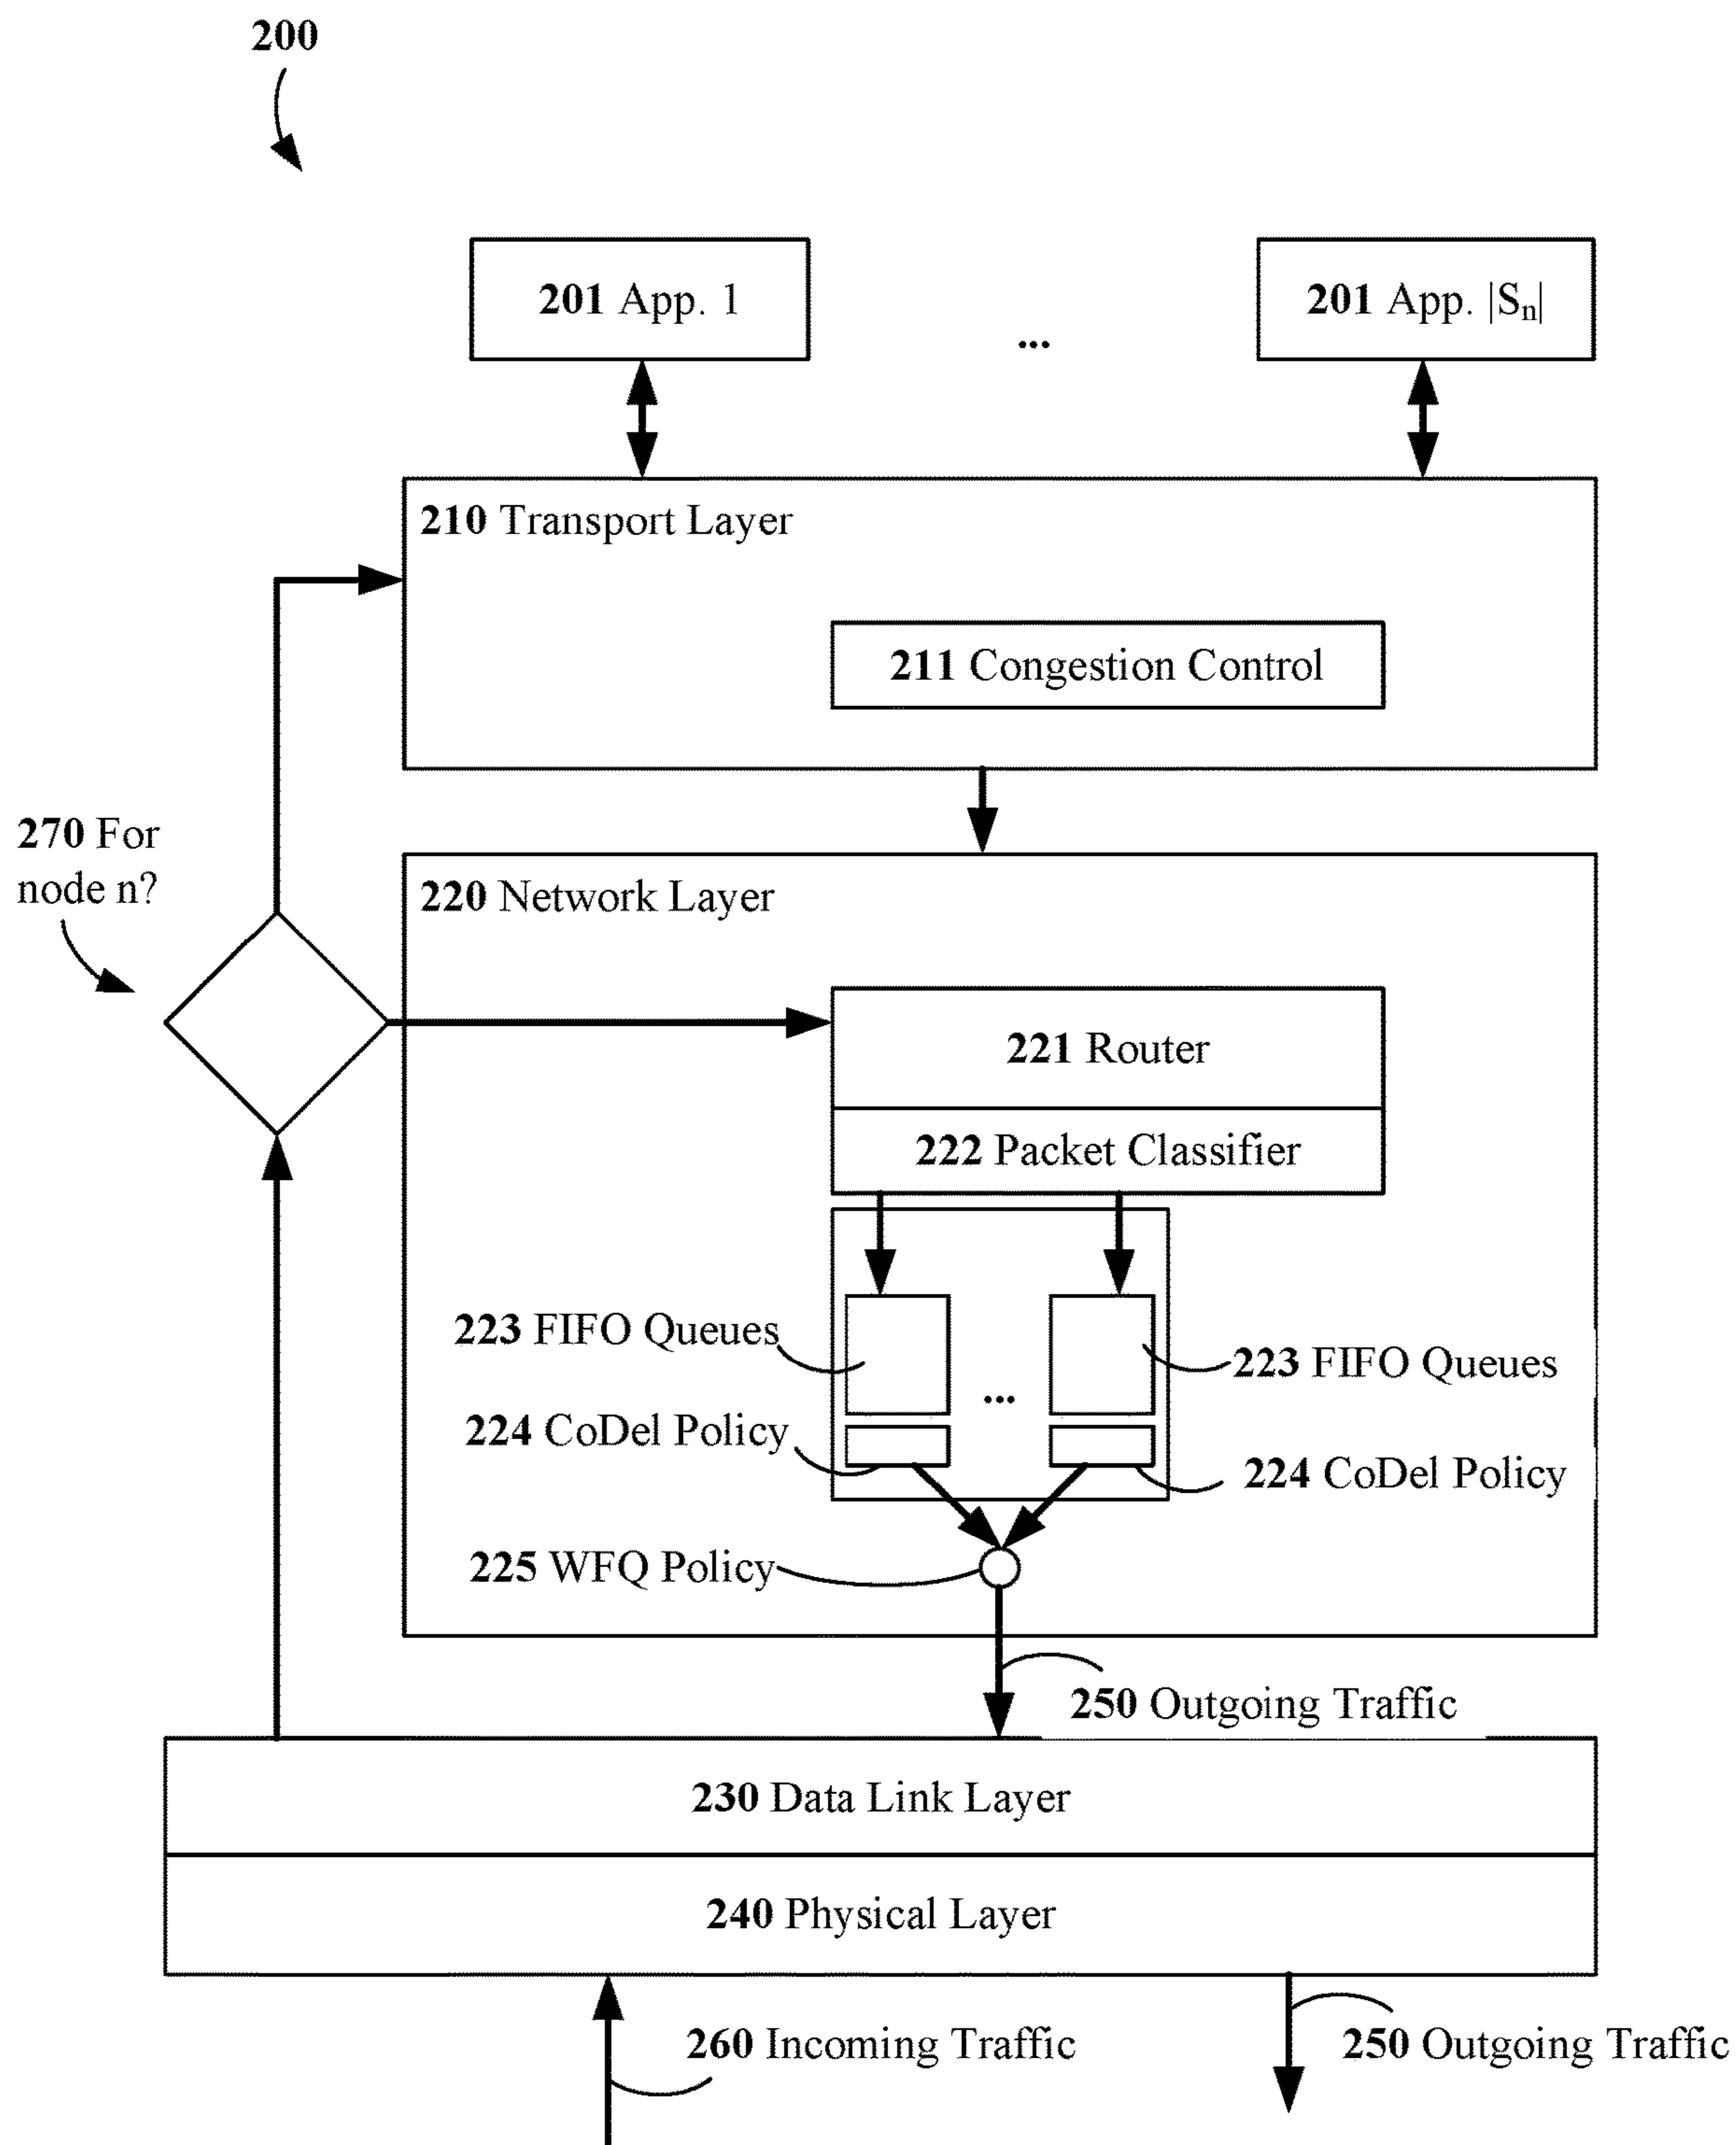 200
201 App. 1
...
201 App. |Sn|
210 Transport Layer
211 Congestion Control
270 For
node n?
220 Network Layer
221 Router
222 Packet Classifier
223 FIFO Queues
...
223 FIFO Queues
224 CoDel Policy
224 CoDel Policy
225 WFQ Policy
250 Outgoing Traffic
230 Data Link Layer
240 Physical Layer
260 Incoming Traffic
250 Outgoing Traffic